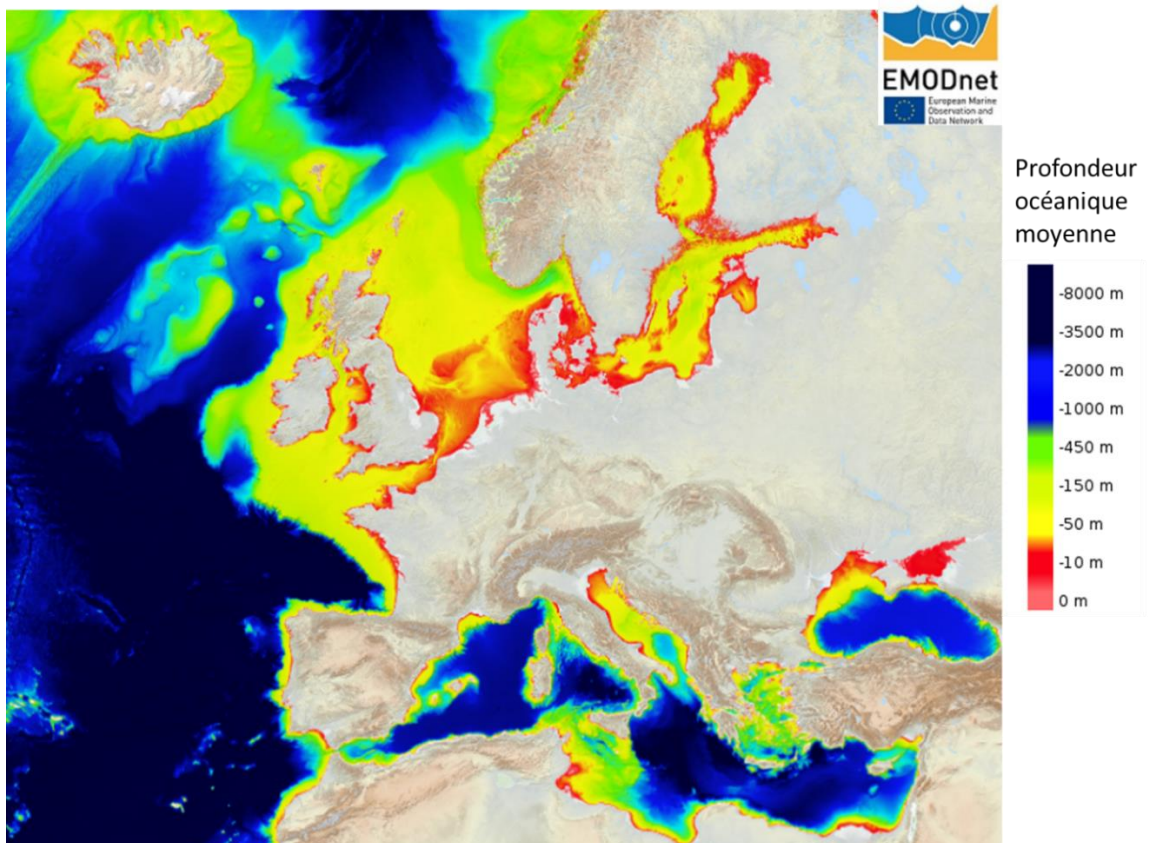 EMODnet
European Marine
Observation and
Data Network
Profondeur
océanique
moyenne
-8000 m
-3500 m
-2000 m
-1000 m
-450 m
-150 m
-50 m
-10 m
0 m